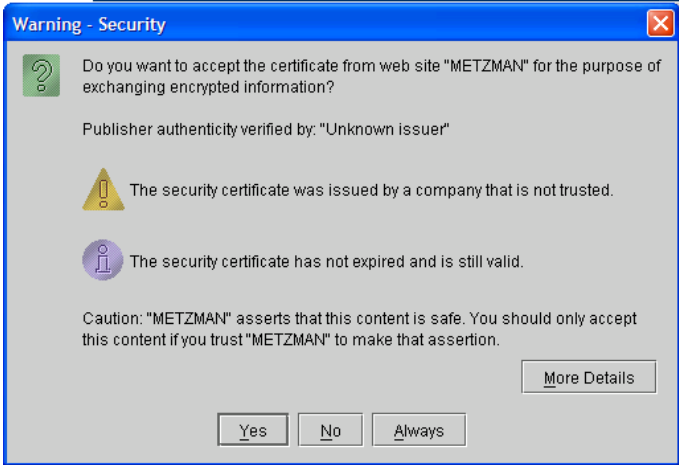 Warning - Security
Do you want to accept the certificate from web site "METZMAN" for the purpose of
exchanging encrypted information?
Publisher authenticity verified by: "Unknown issuer"
The security certificate was issued by a company that is not trusted.
The security certificate has not expired and is still valid.
Caution: "METZMAN" asserts that this content is safe. You should only accept
this content if you trust "METZMAN" to make that assertion.
More Details
Yes No Always